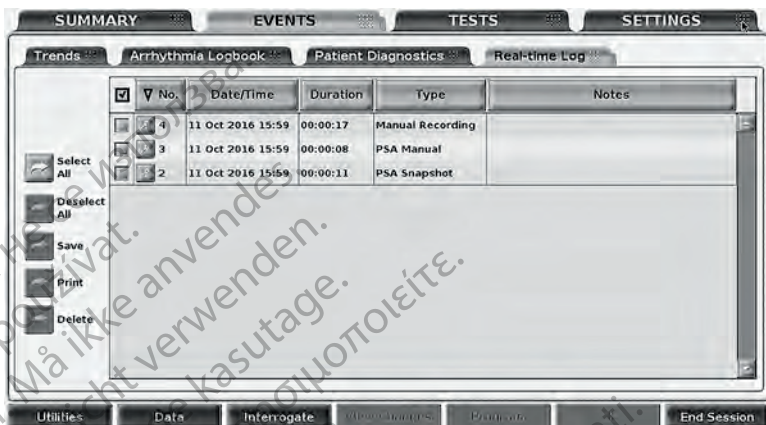 SUMMARY EVENTS TESTS SETTINGS
Trends Arrhythmia Logbook Patient Diagnostics Real-time Log
No. Date/Time Duration Type Notes
4 11 Oct 2016 15:59 00:00:17 Manual Recording
3 11 Oct 2016 15:59 00:00:08 PSA Manual
2 11 Oct 2016 15:59 00:00:11 PSA Snapshot
Select All
Deselect All
Save
Print
Delete
Må ikke anvendes.
verwenden.
kasutage.
Utilities Data Interrogate End Session